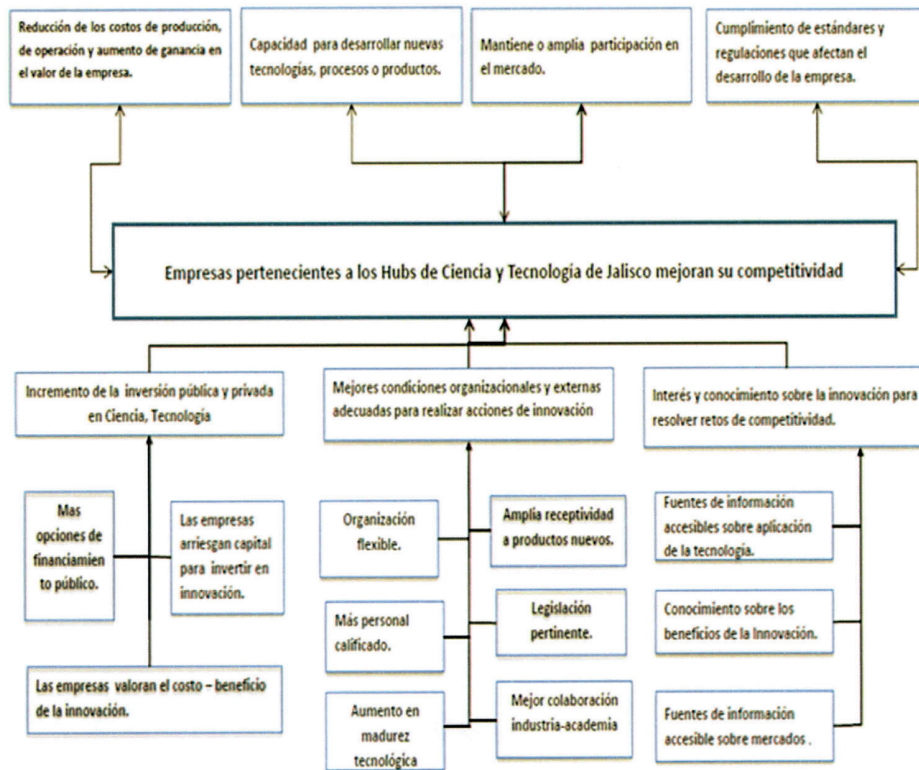 Reducción de los costos de producción,
de operación y aumento de ganancia en
el valor de la empresa.
Capacidad para desarrollar nuevas
tecnologías, procesos o productos.
Mantiene o amplia participación en
el mercado.
Cumplimiento de estándares y
regulaciones que afectan el
desarrollo de la empresa.
Empresas pertenecientes a los Hubs de Ciencia y Tecnología de Jalisco mejoran su competitividad
Incremento de la inversión pública y privada
en Ciencia, Tecnología
Mejores condiciones organizacionales y externas
adecuadas para realizar acciones de innovación
Interés y conocimiento sobre la innovación para
resolver retos de competitividad.
Mas
opciones de
financiamie
nto público.
Las empresas
arriesgan capital
para invertir en
innovación.
Las empresas valoran el costo – beneficio
de la innovación.
Organización
flexible.
Amplia receptividad
a productos nuevos.
Más personal
calificado.
Legislación
pertinente.
Aumento en
madurez
tecnológica
Mejor colaboración
industria-academia
Fuentes de información
accesibles sobre aplicación
de la tecnología.
Conocimiento sobre los
beneficios de la Innovación.
Fuentes de información
accesible sobre mercados .